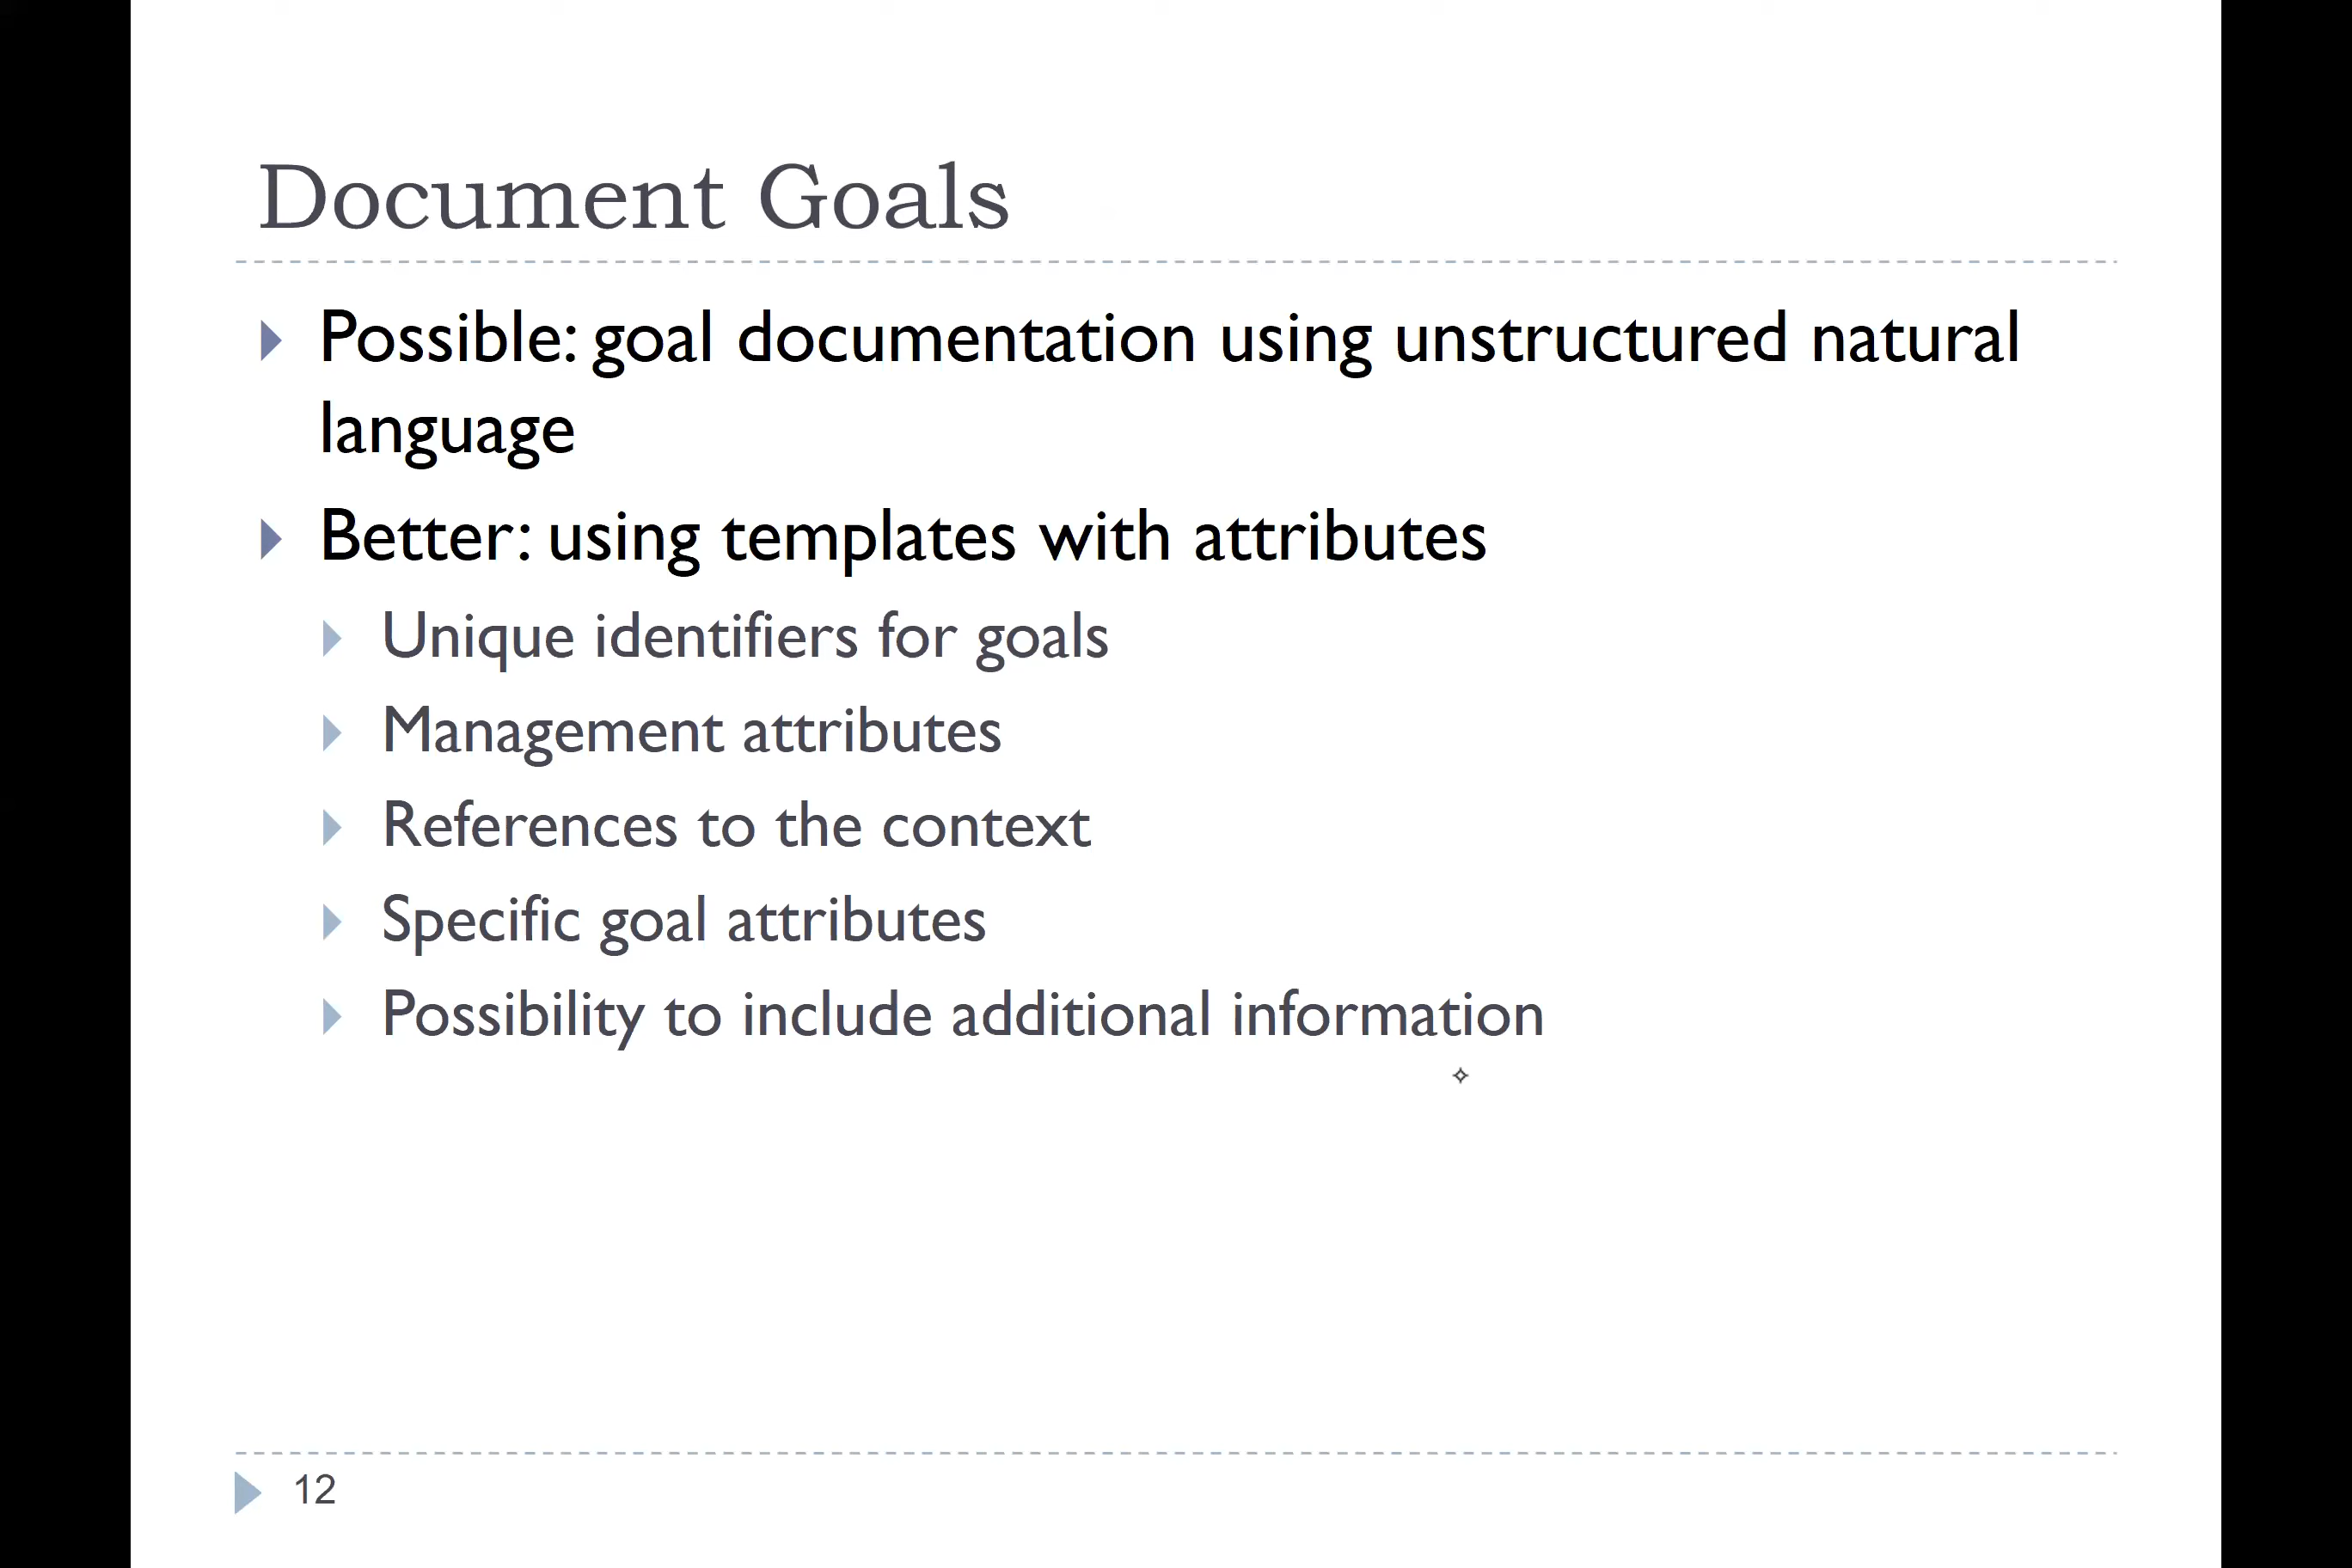 Document Goals
Possible: goal documentation using unstructured natural
language
Better: using templates with attributes
Unique identifiers for goals
Management attributes
References to the context
Specific goal attributes
Possibility to include additional information
12